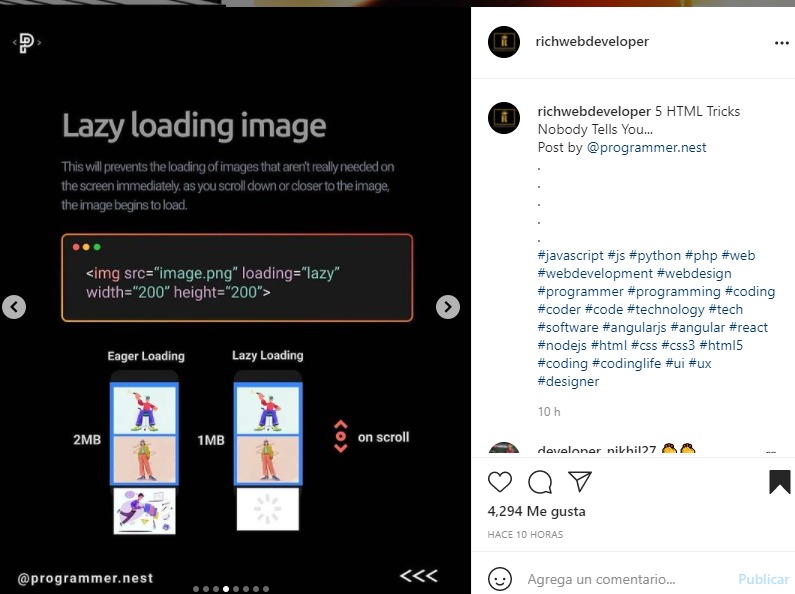 Lazy loading image
This will prevents the loading of images that aren't really needed on
the screen immediately. as you scroll down or closer to the image,
the image begins to load.
<img src="image.png" loading="lazy"
width="200" height="200">
Eager Loading
Lazy Loading
2MB
1MB
on scroll
@programmer.nest
<<<
richwebdeveloper
richwebdeveloper 5 HTML Tricks
Nobody Tells You...
Post by @programmer.nest
.
.
.
.
.
#javascript #js #python #php #web
#webdevelopment #webdesign
#programmer #programming #coding
#coder #code #technology #tech
#software #angularjs #angular #react
#nodejs #html #css #css3 #html5
#coding #codinglife #ui #ux
#designer
10 h
developer_nikhil27
4,294 Me gusta
HACE 10 HORAS
Agrega un comentario...
Publicar